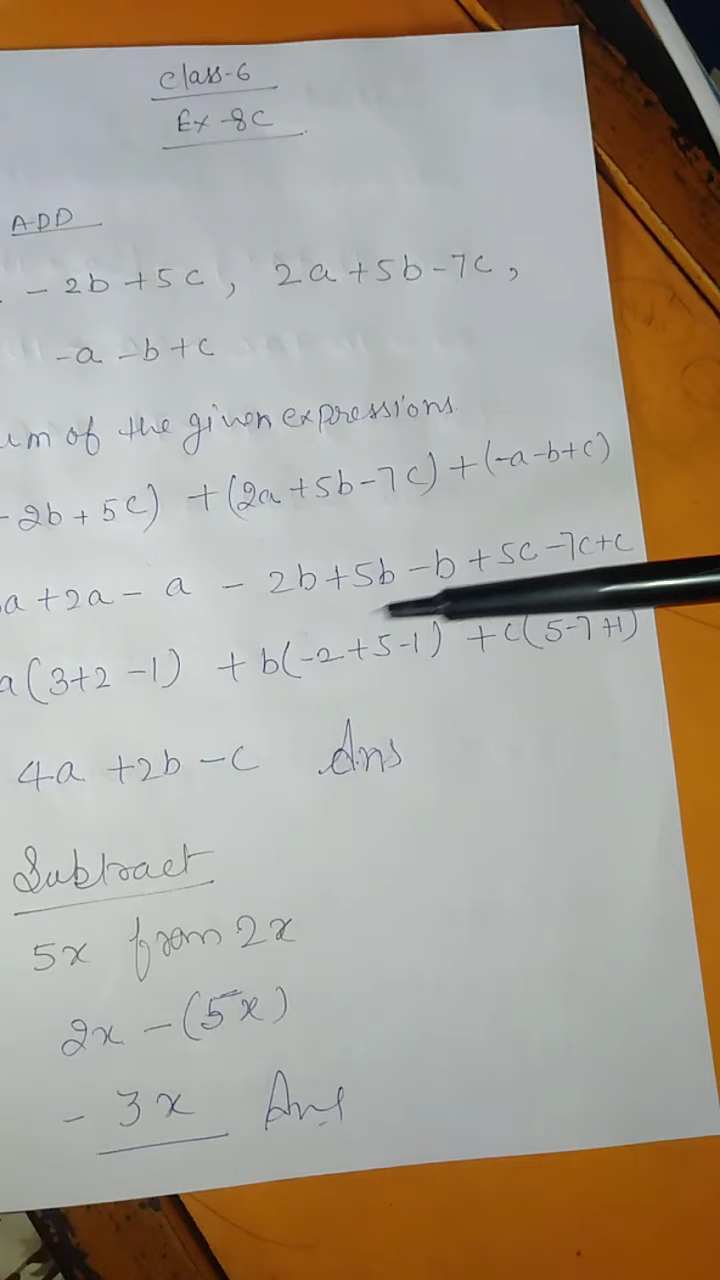 Class-6
Ex-8C
ADD
- 2b + 5c, 2a + 5b - 7c,
-a - b + c
um of the given expressions
- 2b + 5c) + (2a + 5b - 7c) + (-a - b + c)
a + 2a - a - 2b + 5b - b + 5c - 7c + c
a(3+2-1) + b(-2+5-1) + c(5-7+1)
4a + 2b - c Ans
Subtract
5x from 2x
2x - (5x)
- 3x Ans